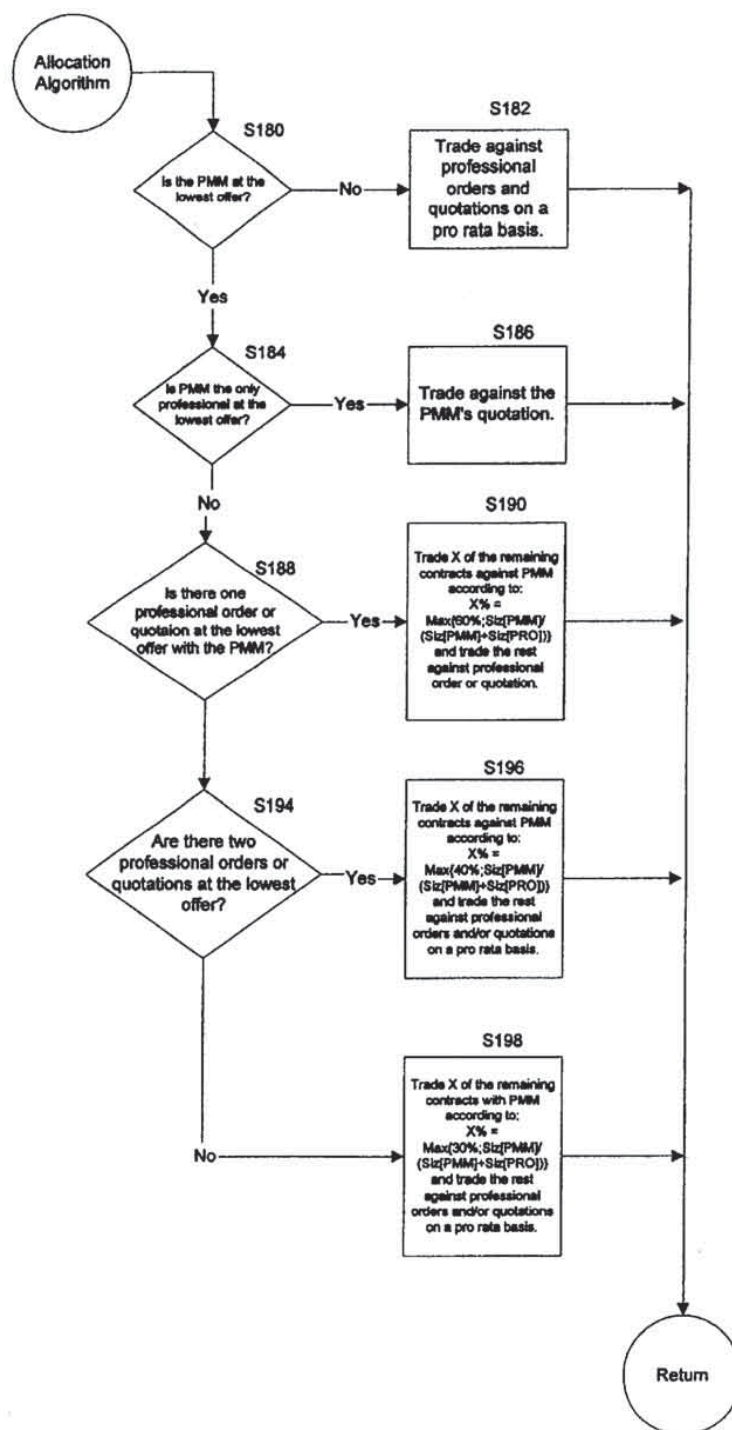 Allocation
Algorithm
S180
Is the PMM at the
lowest offer?
No
S182
Trade against
professional
orders and
quotations on a
pro rata basis.
Yes
S184
Is PMM the only
professional at the
lowest offer?
Yes
S186
Trade against the
PMM's quotation.
No
S188
Is there one
professional order or
quotaion at the lowest
offer with the PMM?
Yes
S190
Trade X of the remaining
contracts against PMM
according to:
X% =
Max{60%;Siz[PMM]/
(Siz[PMM]+Siz[PRO])}
and trade the rest
against professional
order or quotation.
S194
Are there two
professional orders or
quotations at the lowest
offer?
Yes
S196
Trade X of the remaining
contracts against PMM
according to:
X% =
Max{40%;Siz[PMM]/
(Siz[PMM]+Siz[PRO])}
and trade the rest
against professional
orders and/or quotations
on a pro rata basis.
No
S198
Trade X of the remaining
contracts with PMM
according to:
X% =
Max{30%;Siz[PMM]/
(Siz[PMM]+Siz[PRO])}
and trade the rest
against professional
orders and/or quotations
on a pro rata basis.
Return